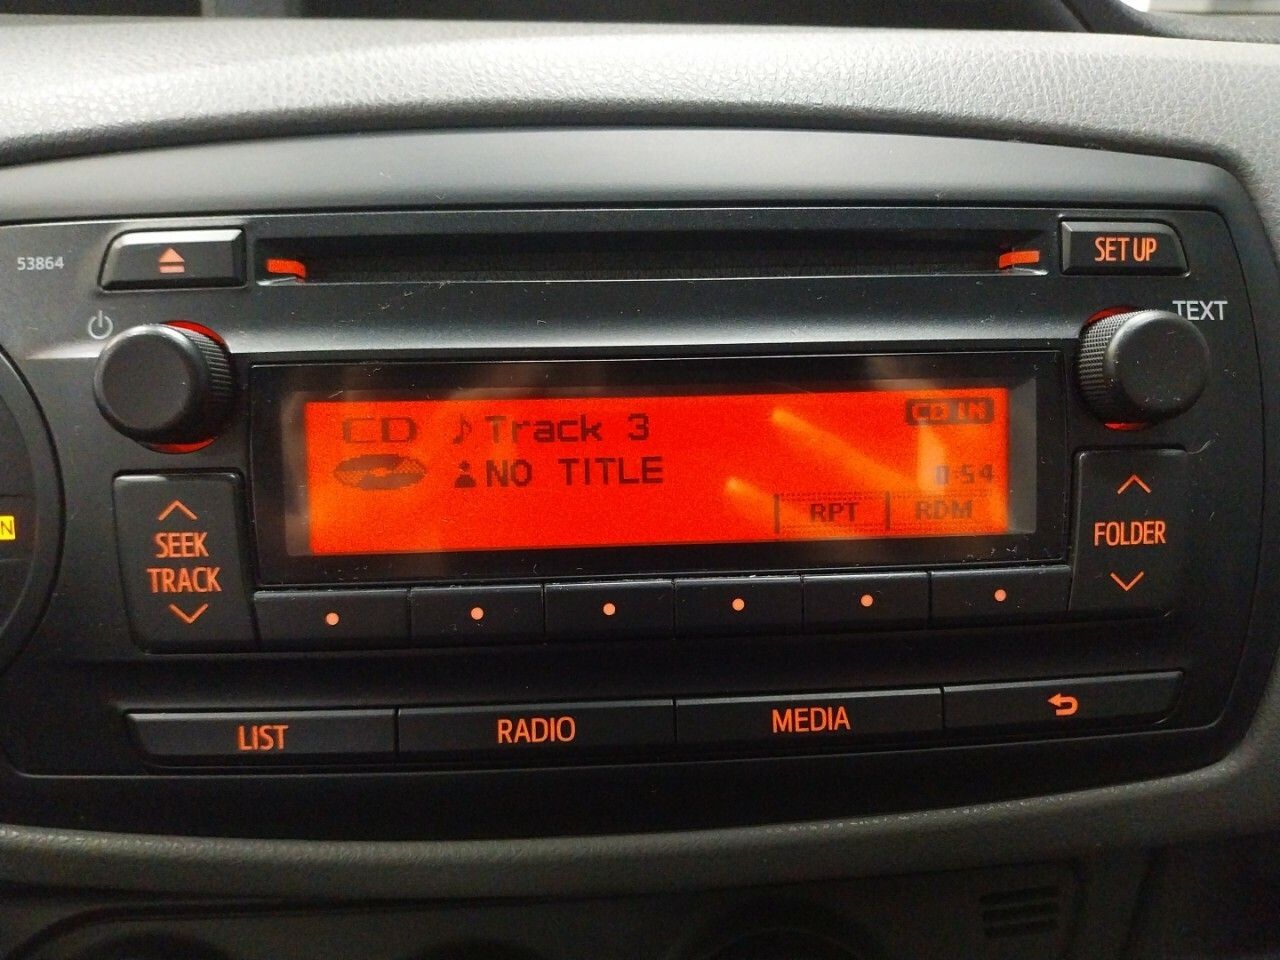 53864
SET UP
TEXT
CD Track 3
CD IN
NO TITLE
0:54
RPT RDM
SEEK
TRACK
FOLDER
LIST RADIO MEDIA